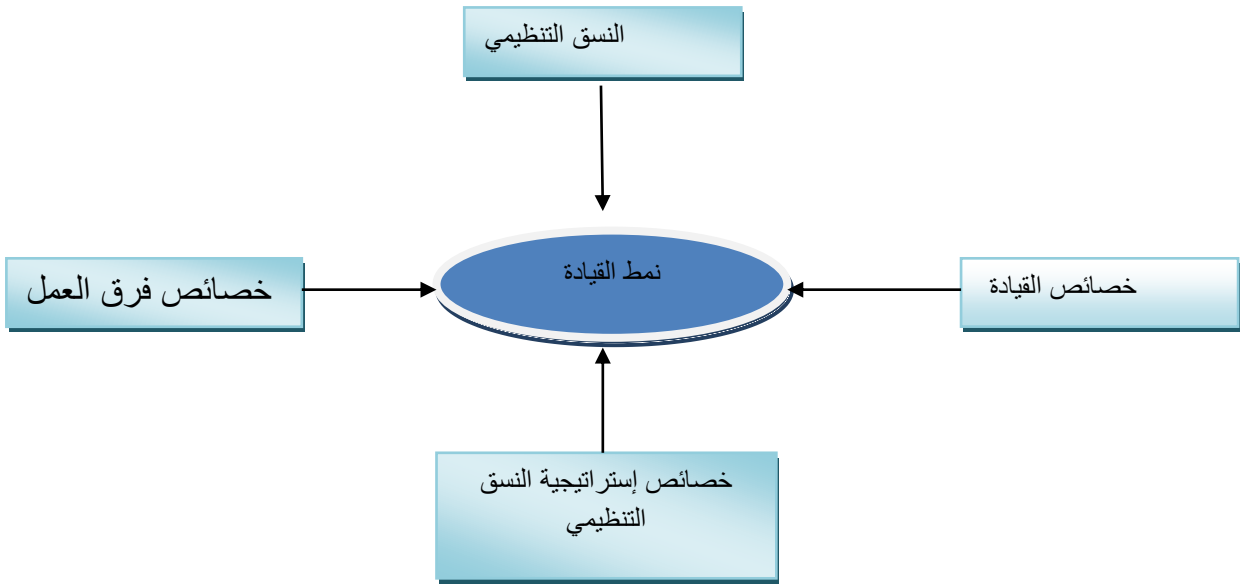 النسق التنظيمي
نمط القيادة
خصائص القيادة
خصائص فرق العمل
خصائص إستراتيجية النسق
التنظيمي